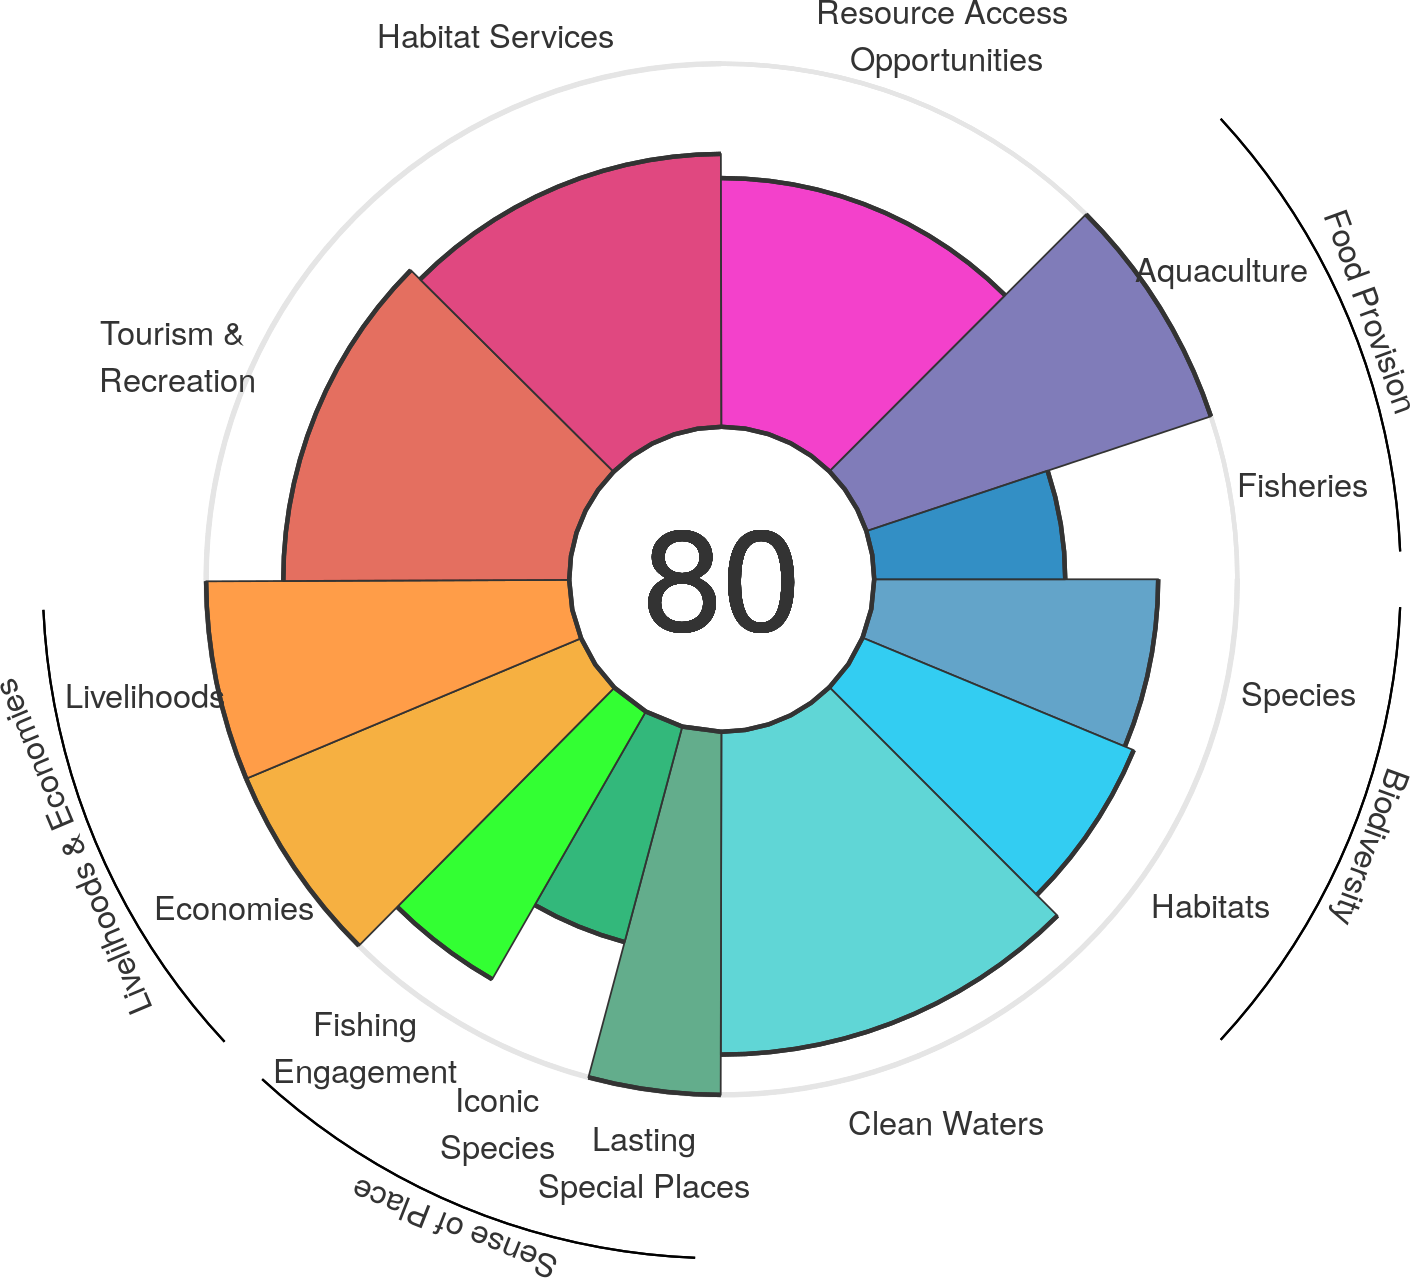 Resource Access
Opportunities
Habitat Services
Food Provision
Aquaculture
Tourism &
Recreation
Fisheries
80
Livelihoods
Species
Livelihoods & Economies
Biodiversity
Economies
Habitats
Fishing
Engagement
Iconic
Species
Lasting
Special Places
Clean Waters
Sense of Place